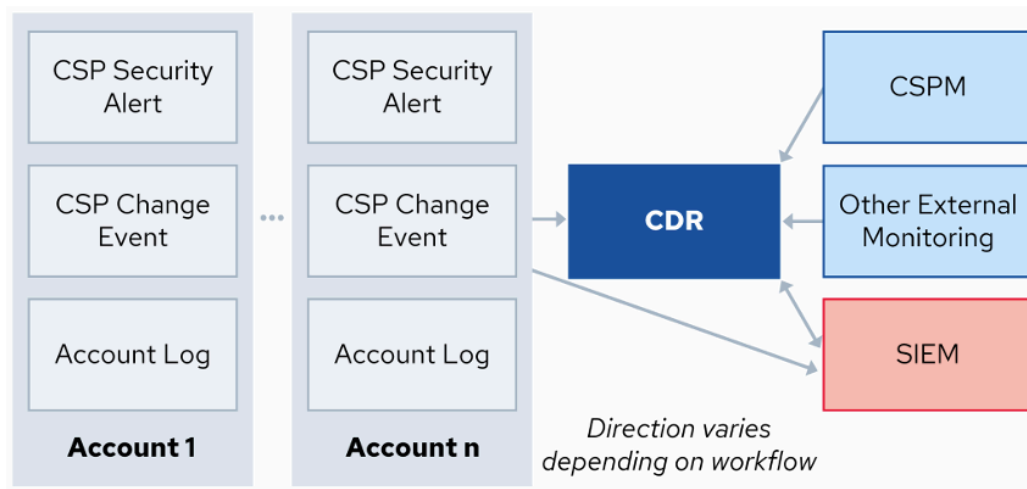 CSP Security
Alert
CSP Change
Event
Account Log
Account 1
...
CSP Security
Alert
CSP Change
Event
Account Log
Account n
CDR
Direction varies
depending on workflow
CSPM
Other External
Monitoring
SIEM